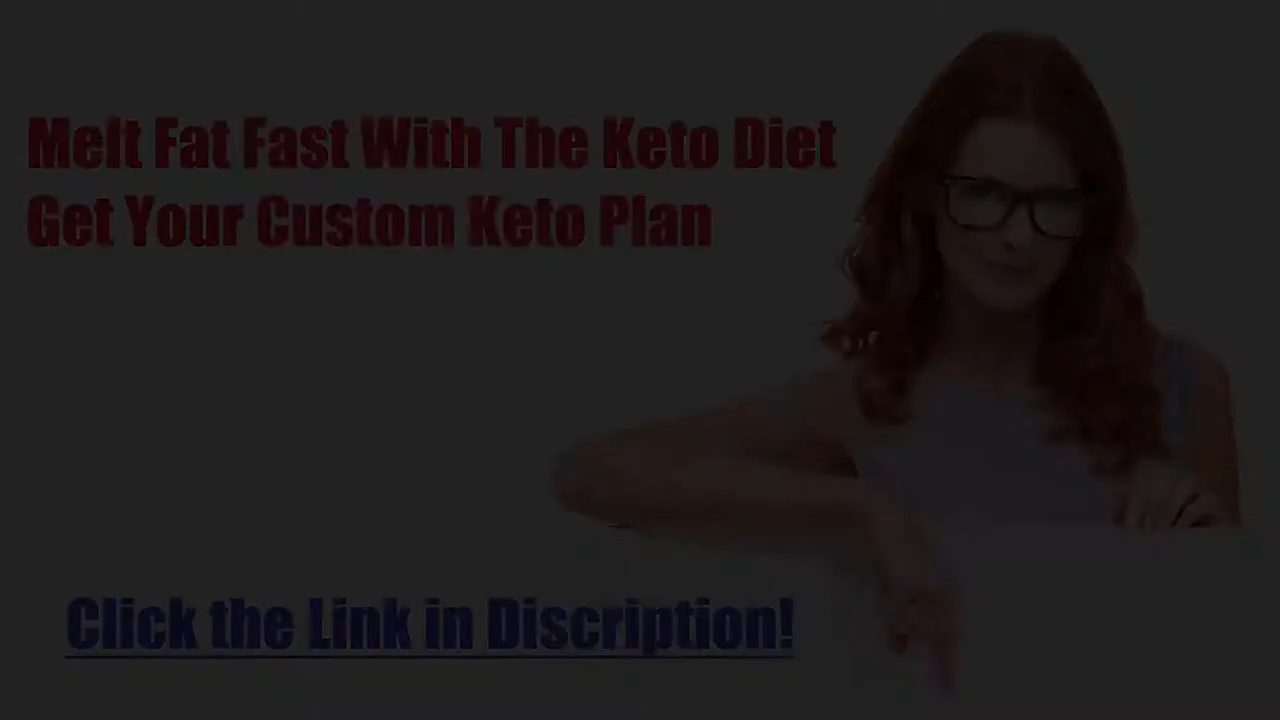 Melt Fat Fast With The Keto Diet
Get Your Custom Keto Plan
Click the Link in Discription!